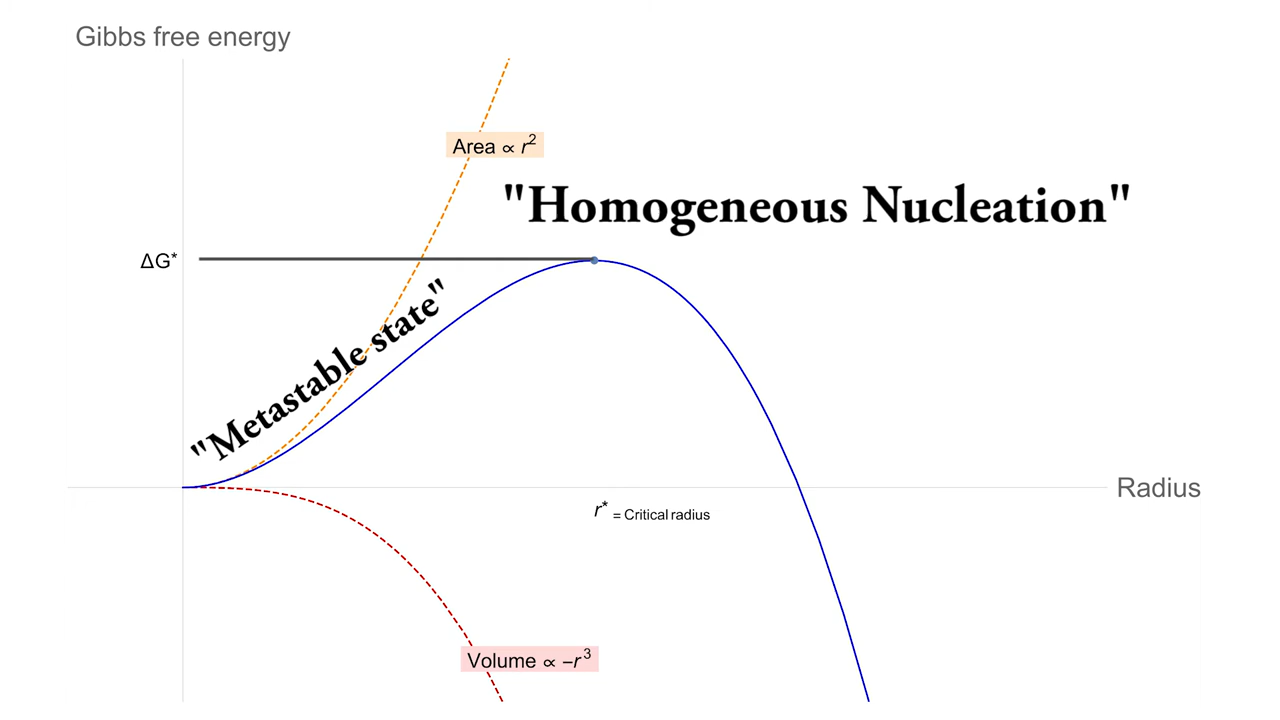 Gibbs free energy
Area ∝ r²
"Homogeneous Nucleation"
ΔG*
"Metastable state"
Radius
r* = Critical radius
Volume ∝ –r³